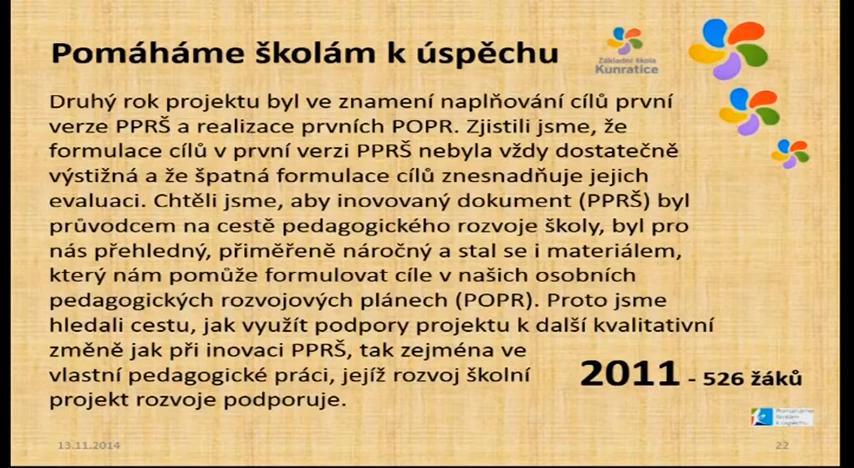 Pomáháme školám k úspěchu
Základní škola
Kunratice
Druhý rok projektu byl ve znamení naplňování cílů první
verze PPRŠ a realizace prvních POPR. Zjistili jsme, že
formulace cílů v první verzi PPRŠ nebyla vždy dostatečně
výstižná a že špatná formulace cílů znesnadňuje jejich
evaluaci. Chtěli jsme, aby inovovaný dokument (PPRŠ) byl
průvodcem na cestě pedagogického rozvoje školy, byl pro
nás přehledný, přiměřeně náročný a stal se i materiálem,
který nám pomůže formulovat cíle v našich osobních
pedagogických rozvojových plánech (POPR). Proto jsme
hledali cestu, jak využít podpory projektu k další kvalitativní
změně jak při inovaci PPRŠ, tak zejména ve
vlastní pedagogické práci, jejíž rozvoj školní
projekt rozvoje podporuje.
2011 - 526 žáků
Pomáháme
školám
k úspěchu
13.11.2014
22